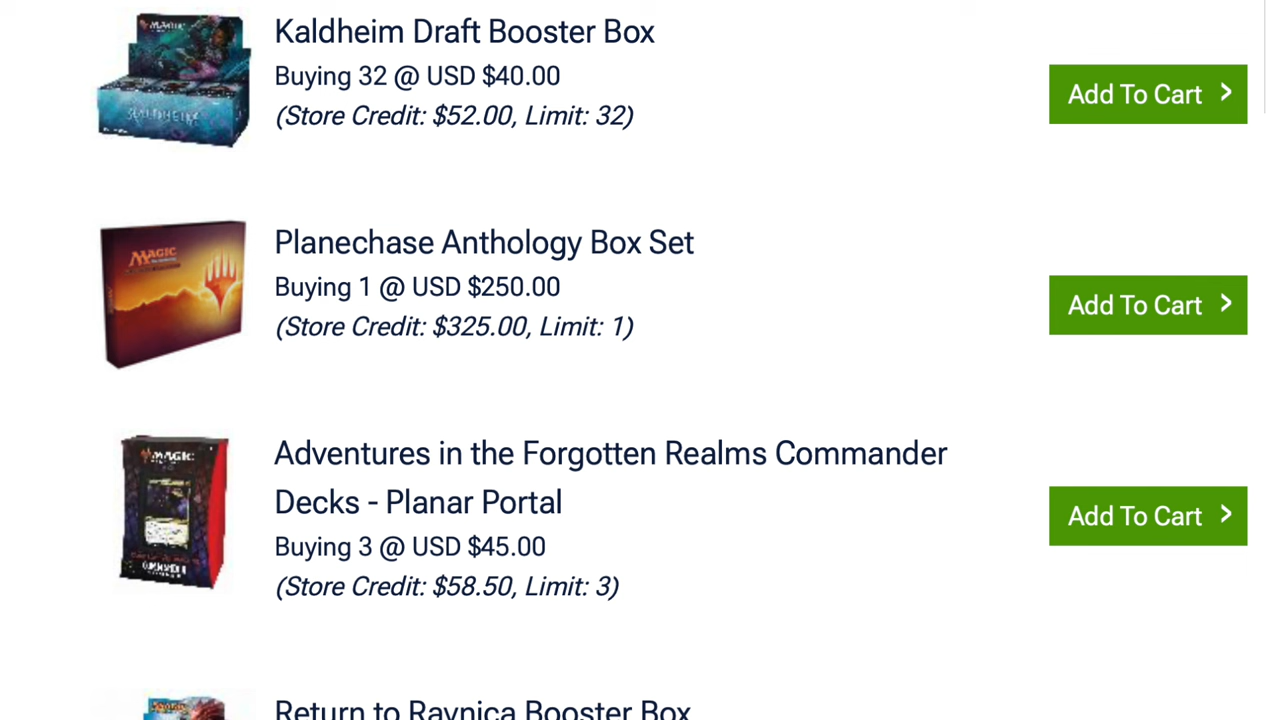 Kaldheim Draft Booster Box
Buying 32 @ USD $40.00
(Store Credit: $52.00, Limit: 32)
Add To Cart
MAGIC
Planechase Anthology Box Set
Buying 1 @ USD $250.00
(Store Credit: $325.00, Limit: 1)
Add To Cart
MAGIC
Adventures in the Forgotten Realms Commander
Decks - Planar Portal
Buying 3 @ USD $45.00
(Store Credit: $58.50, Limit: 3)
Add To Cart
Return to Ravnica Booster Box